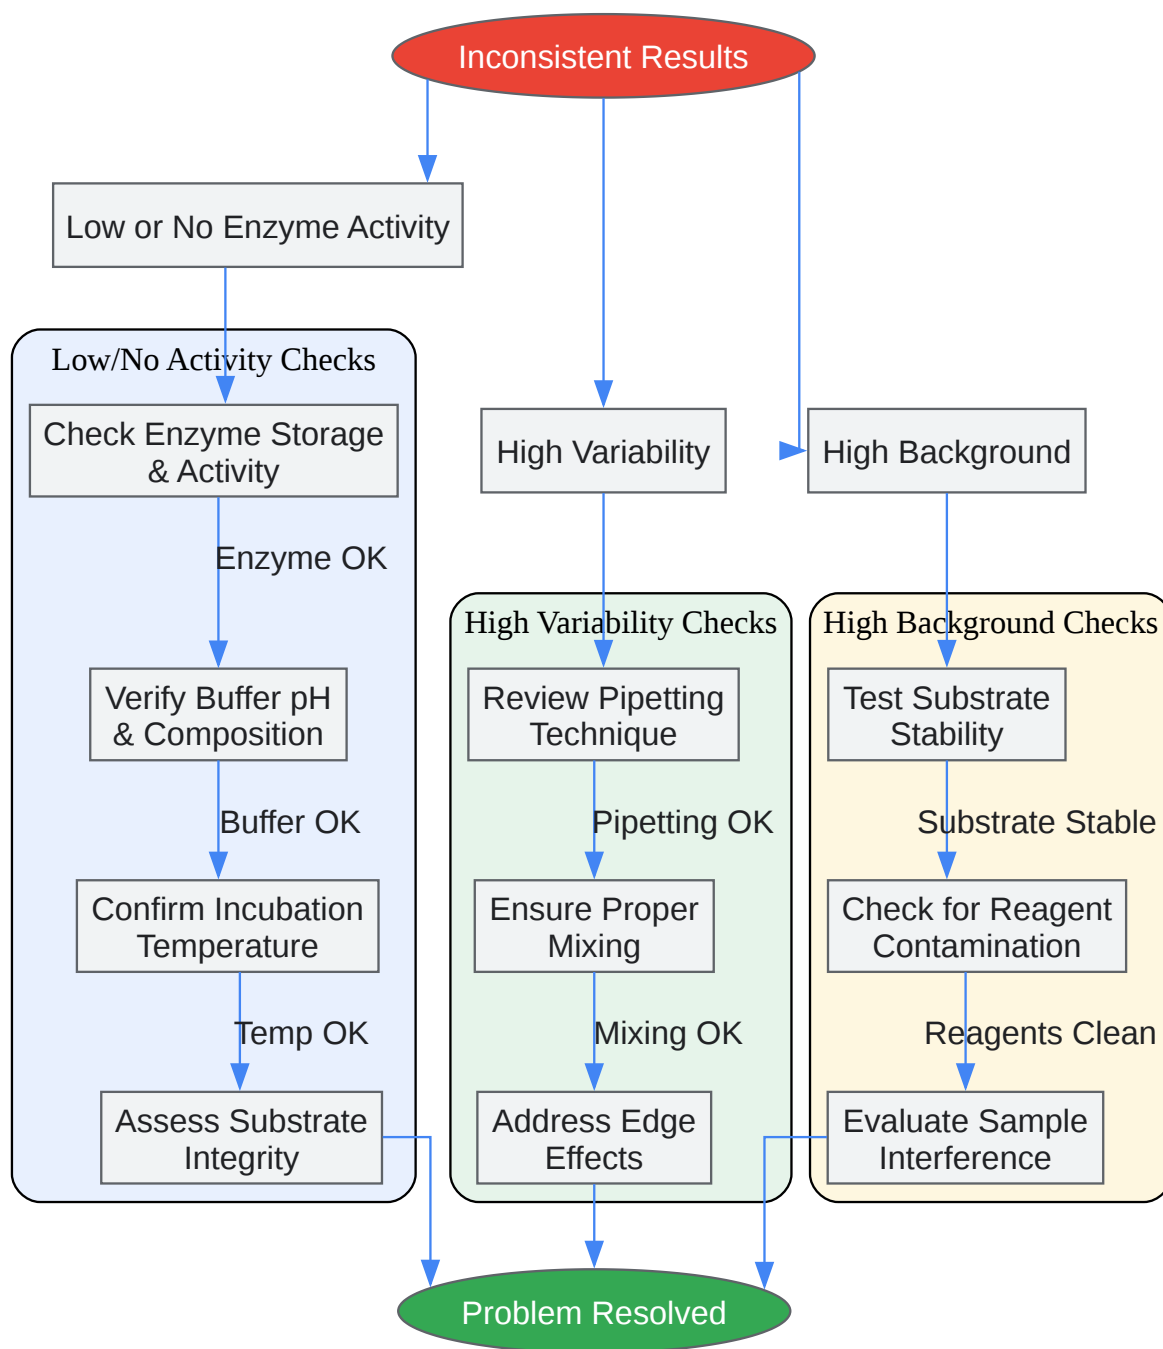 Inconsistent Results
Low or No Enzyme Activity
Low/No Activity Checks
Check Enzyme Storage
& Activity
Enzyme OK
Verify Buffer pH
& Composition
Buffer OK
Confirm Incubation
Temperature
Temp OK
Assess Substrate
Integrity
High Variability
High Variability Checks
Review Pipetting
Technique
Pipetting OK
Ensure Proper
Mixing
Mixing OK
Address Edge
Effects
High Background
High Background Checks
Test Substrate
Stability
Substrate Stable
Check for Reagent
Contamination
Reagents Clean
Evaluate Sample
Interference
Problem Resolved